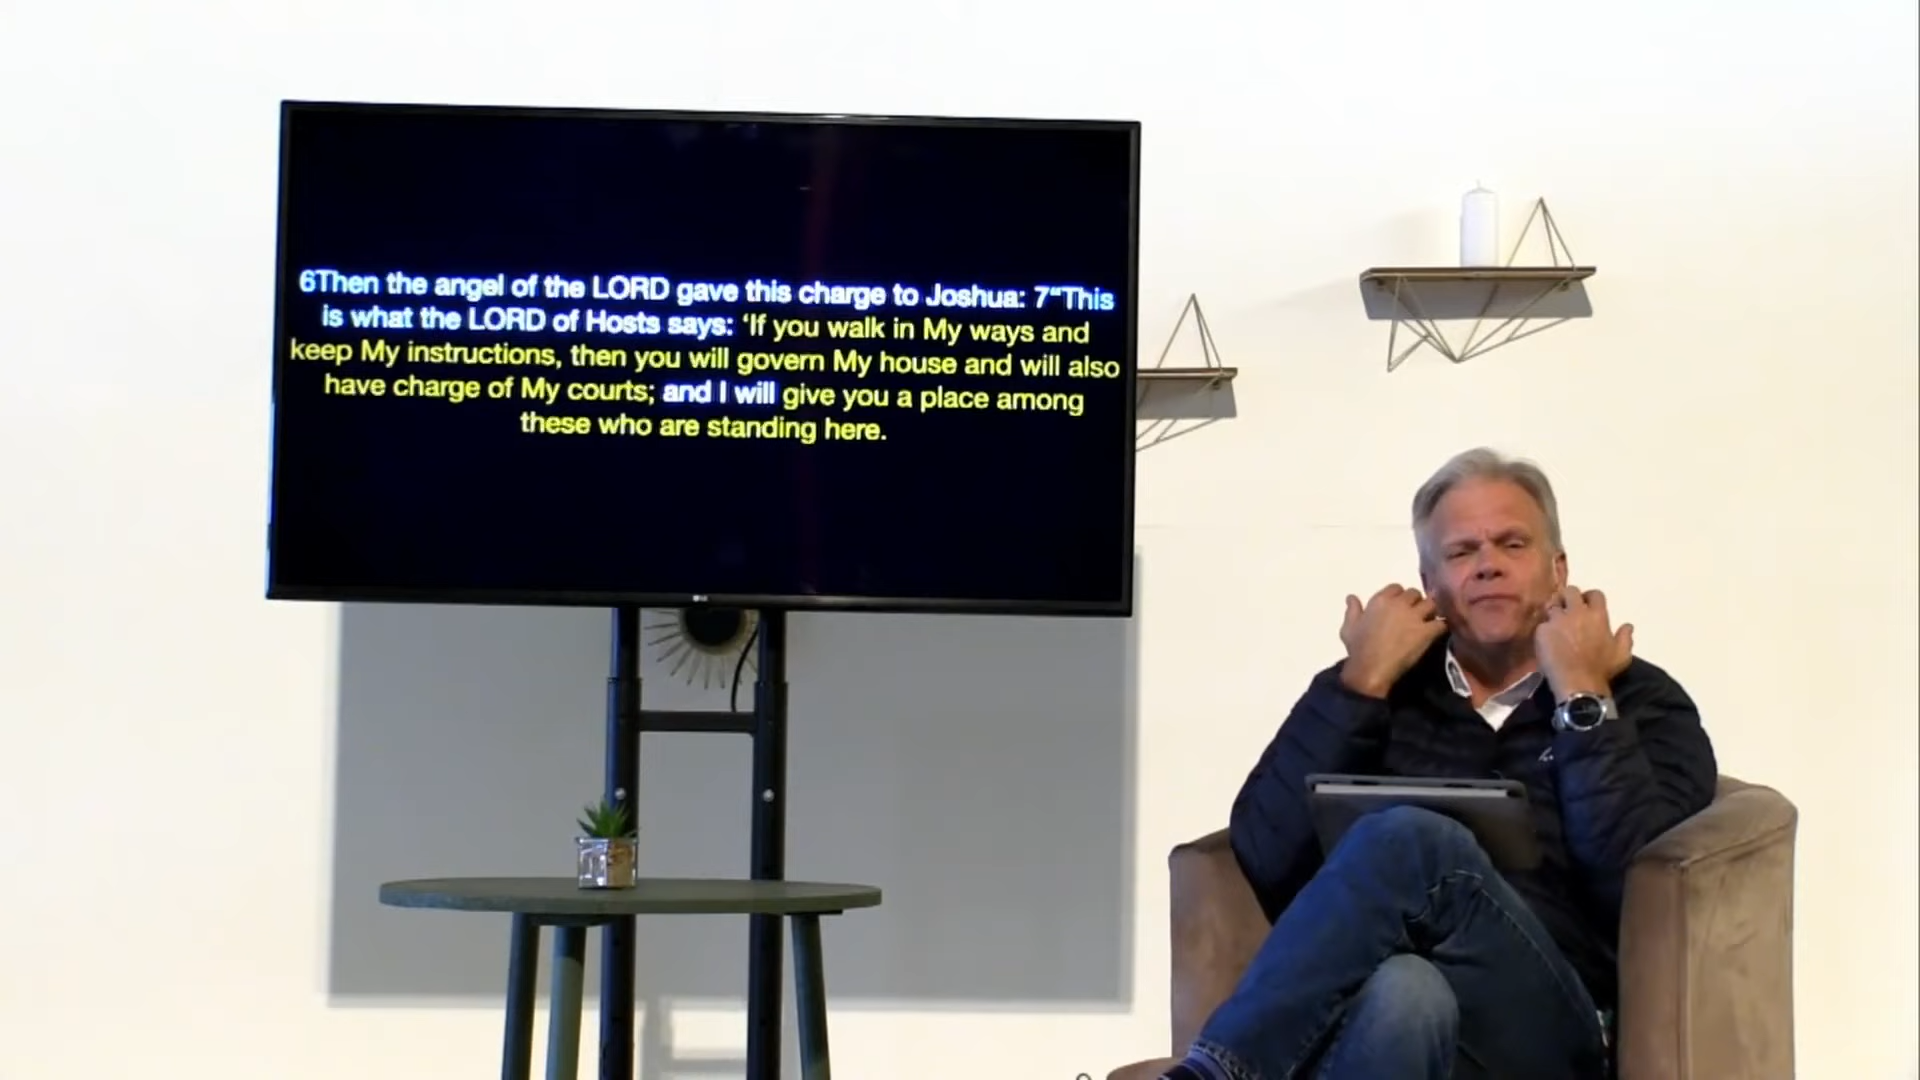 6Then the angel of the LORD gave this charge to Joshua: 7“This
is what the LORD of Hosts says: ‘If you walk in My ways and
keep My instructions, then you will govern My house and will also
have charge of My courts; and I will give you a place among
these who are standing here.
LG